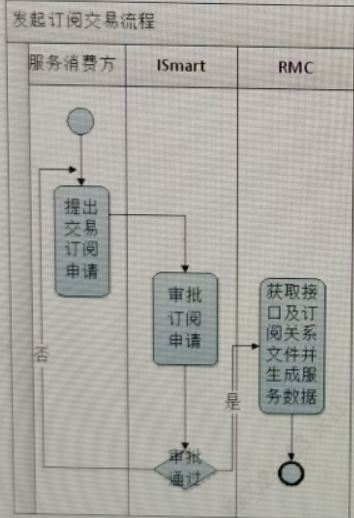 发起订阅交易流程
服务消费方
ISmart
RMC
提出
交易
订阅
申请
审批
订阅
申请
获取接
口及订
阅关系
文件并
生成服
务数据
否
是
审批
通过